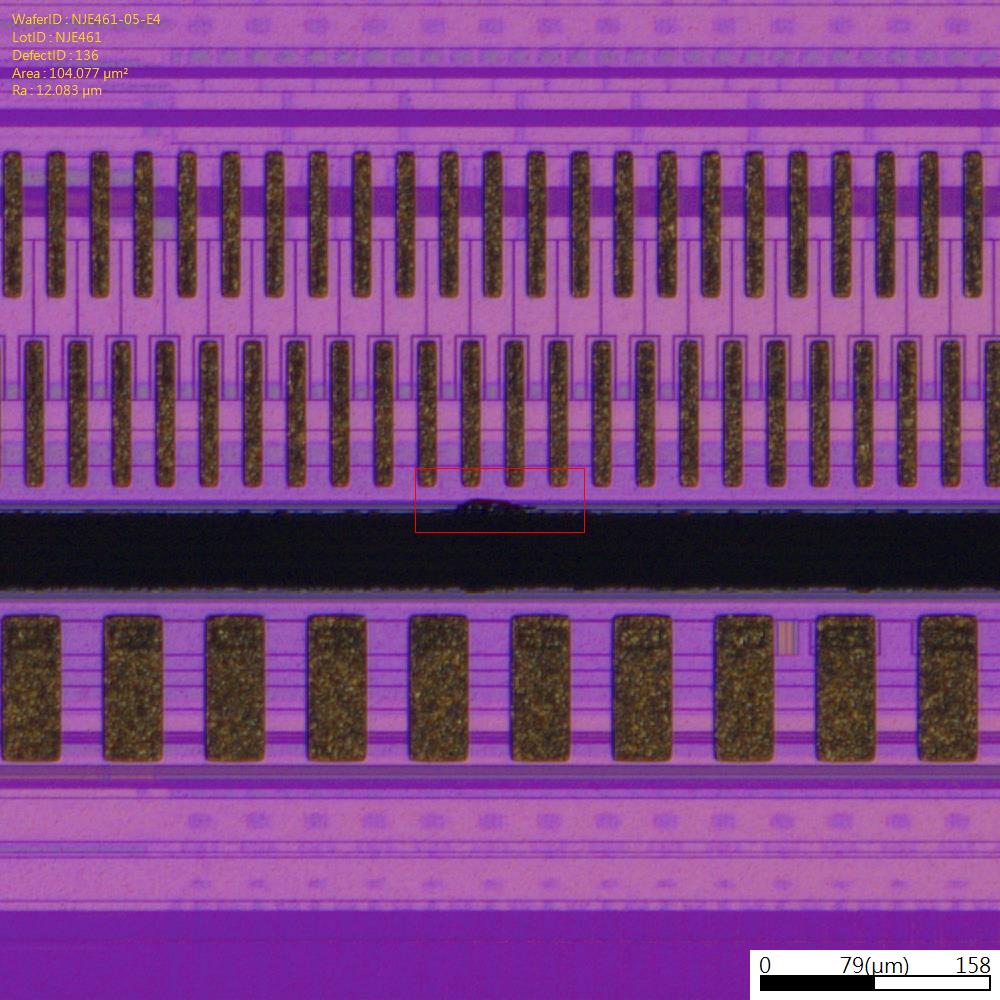 WaferID : NJE461-05-E4
LotID : NJE461
DefectID : 136
Area : 104.077 µm²
Ra : 12.083 µm
0 79(µm) 158